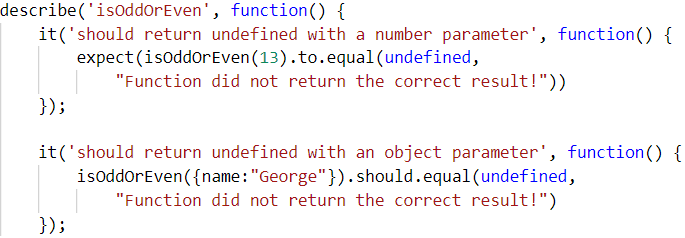 describe('isOddOrEven', function() {
    it('should return undefined with a number parameter', function() {
        expect(isOddOrEven(13).to.equal(undefined,
            "Function did not return the correct result!"))
    });

    it('should return undefined with an object parameter', function() {
        isOddOrEven({name:"George"}).should.equal(undefined,
            "Function did not return the correct result!")
    });